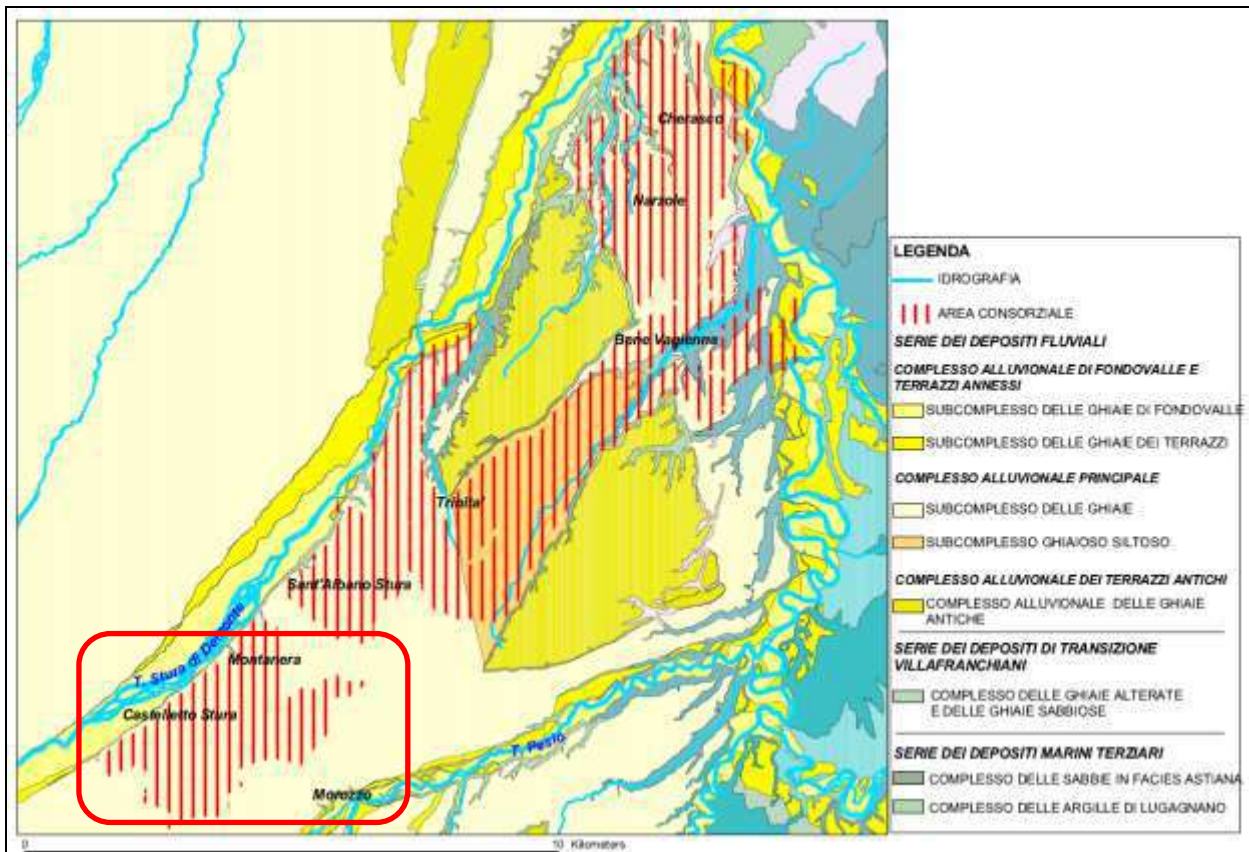 Cherasco
Narzole
Bene Vagienna
Trinita'
Sant'Albano Stura
T. Stura di Demonte
Montanera
Castelletto Stura
T. Pesio
Morozzo
0 10 Kilometers
LEGENDA
IDROGRAFIA
AREA CONSORZIALE
SERIE DEI DEPOSITI FLUVIALI
COMPLESSO ALLUVIONALE DI FONDOVALLE E
TERRAZZI ANNESSI
SUBCOMPLESSO DELLE GHIAIE DI FONDOVALLE
SUBCOMPLESSO DELLE GHIAIE DEI TERRAZZI
COMPLESSO ALLUVIONALE PRINCIPALE
SUBCOMPLESSO DELLE GHIAIE
SUBCOMPLESSO GHIAIOSO SILTOSO
COMPLESSO ALLUVIONALE DEI TERRAZZI ANTICHI
COMPLESSO ALLUVIONALE DELLE GHIAIE
ANTICHE
SERIE DEI DEPOSITI DI TRANSIZIONE
VILLAFRANCHIANI
COMPLESSO DELLE GHIAIE ALTERATE
E DELLE GHIAIE SABBIOSE
SERIE DEI DEPOSITI MARINI TERZIARI
COMPLESSO DELLE SABBIE IN FACIES ASTIANA
COMPLESSO DELLE ARGILLE DI LUGAGNANO